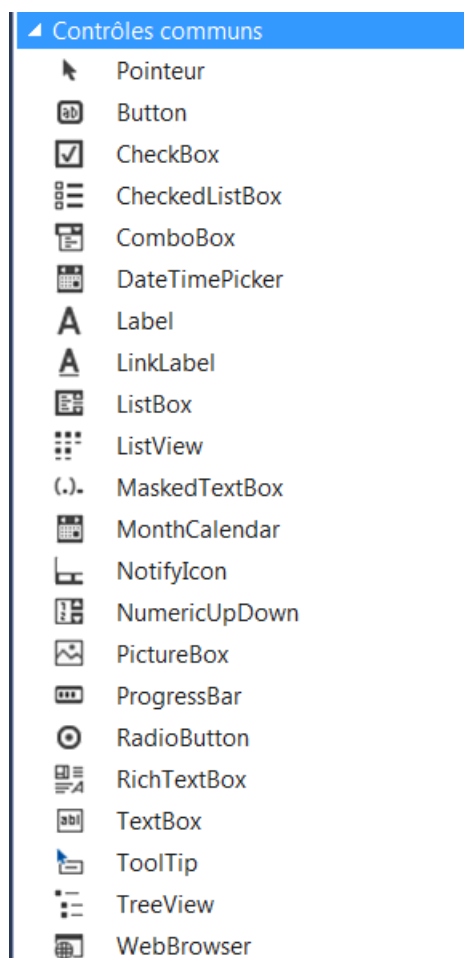 Contrôles communs
Pointeur
Button
CheckBox
CheckedListBox
ComboBox
DateTimePicker
Label
LinkLabel
ListBox
ListView
MaskedTextBox
MonthCalendar
NotifyIcon
NumericUpDown
PictureBox
ProgressBar
RadioButton
RichTextBox
TextBox
ToolTip
TreeView
WebBrowser